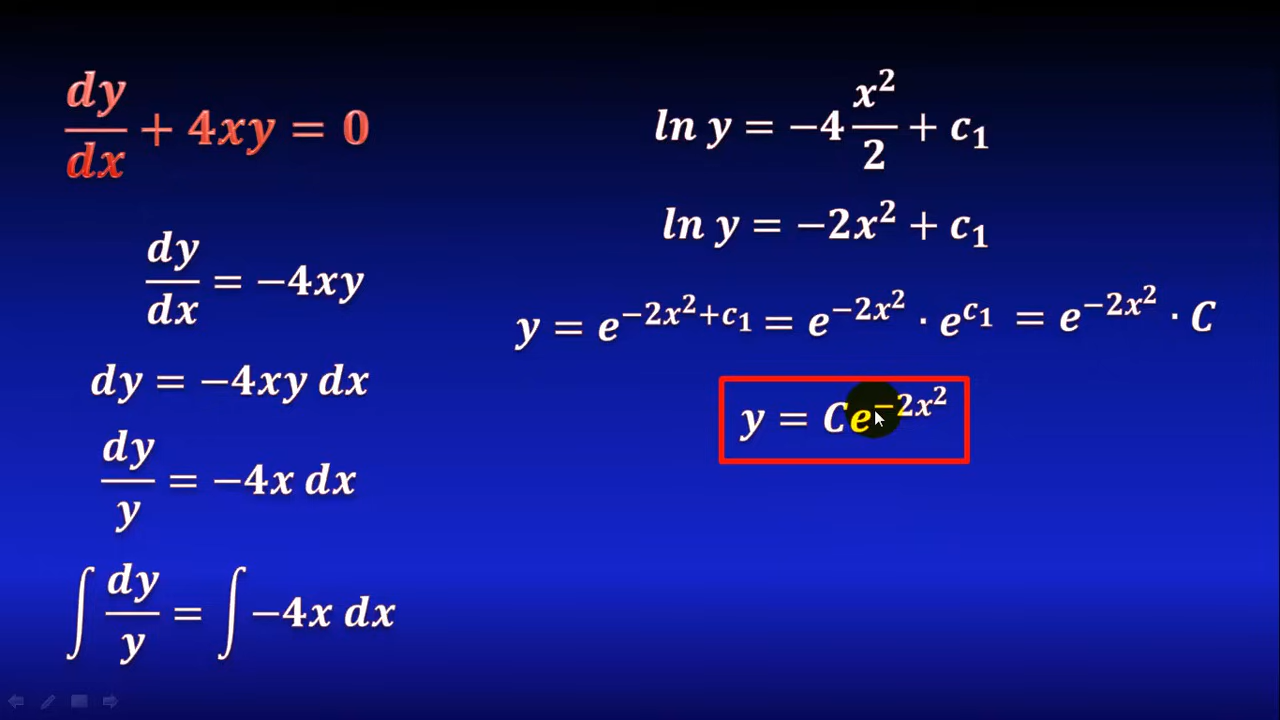 dy/dx + 4xy = 0
dy/dx = −4xy
dy = −4xy dx
dy/y = −4x dx
∫ dy/y = ∫ −4x dx
ln y = −4 x²/2 + c₁
ln y = −2x² + c₁
y = e^(−2x²+c₁) = e^(−2x²) · e^(c₁) = e^(−2x²) · C
y = Ce^(−2x²)